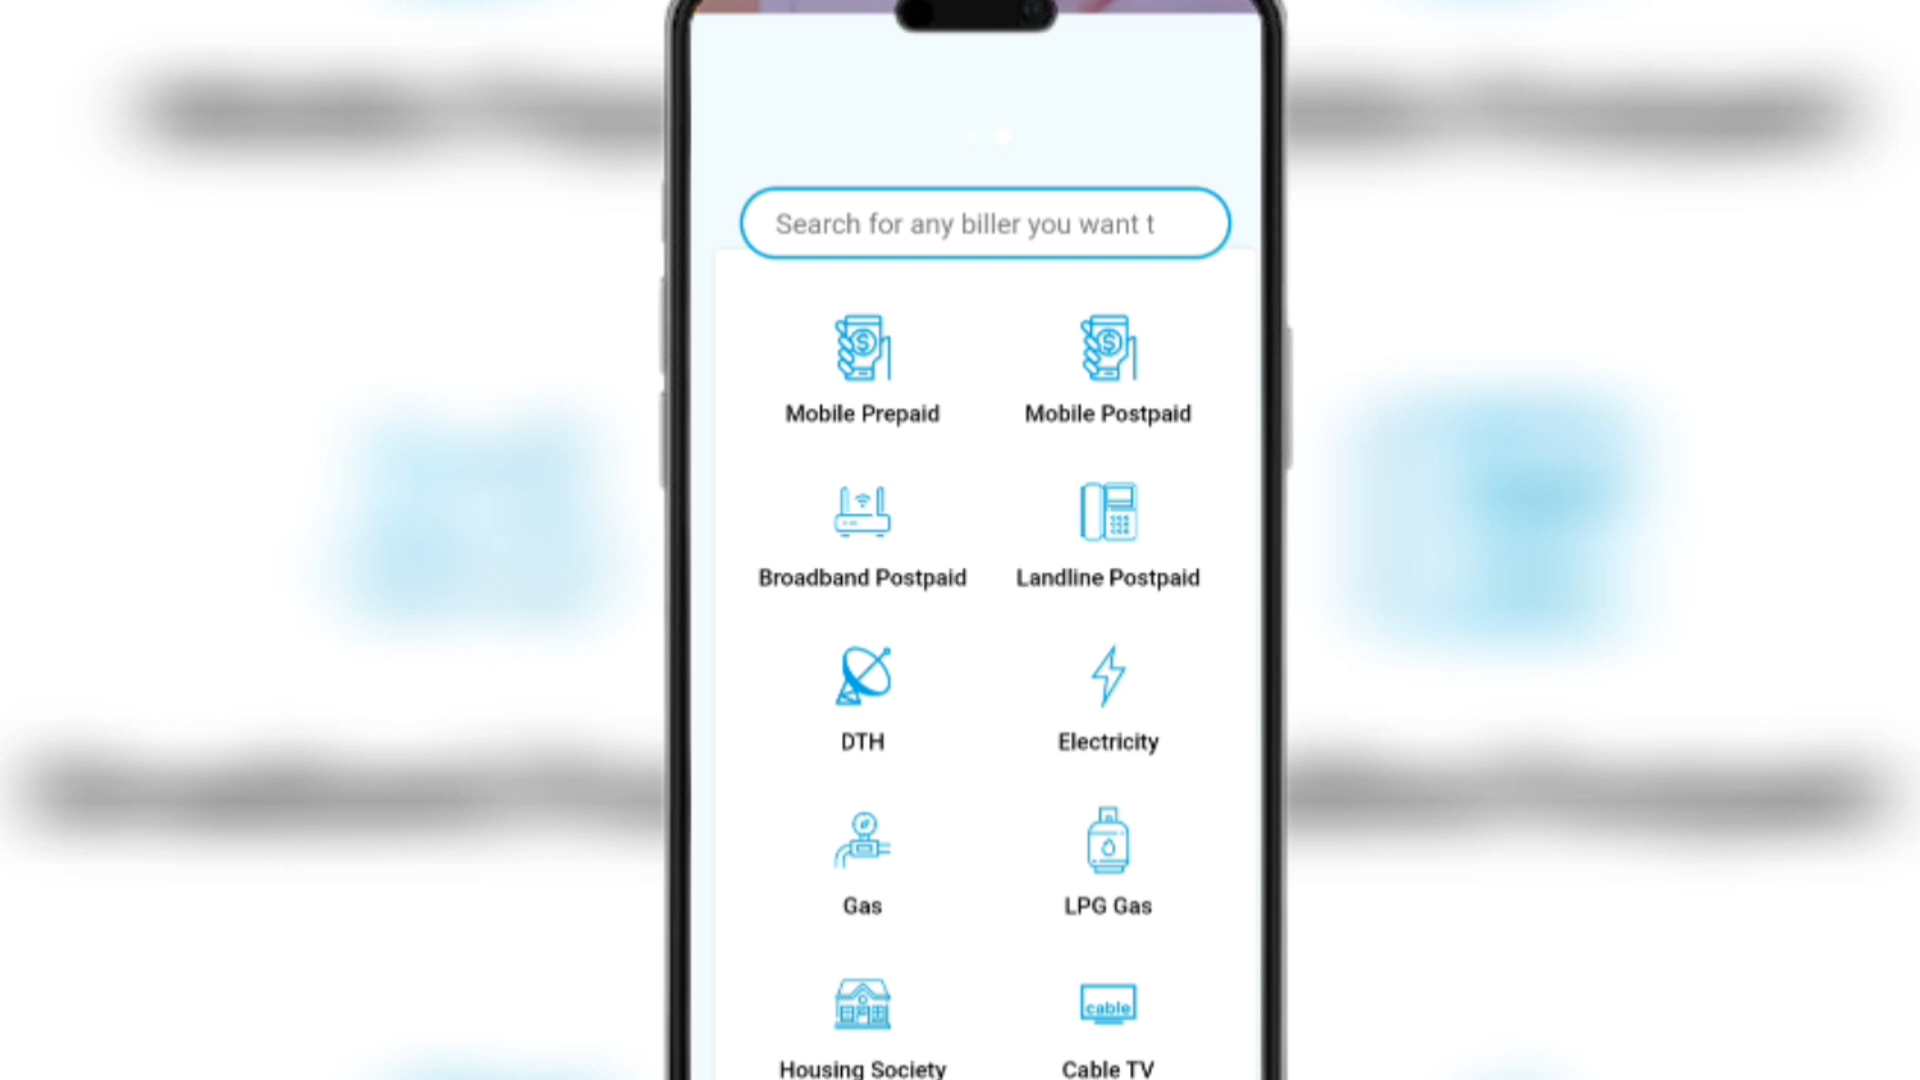 Search for any biller you want t
Mobile Prepaid
Mobile Postpaid
Broadband Postpaid
Landline Postpaid
DTH
Electricity
Gas
LPG Gas
cable
Housing Society
Cable TV